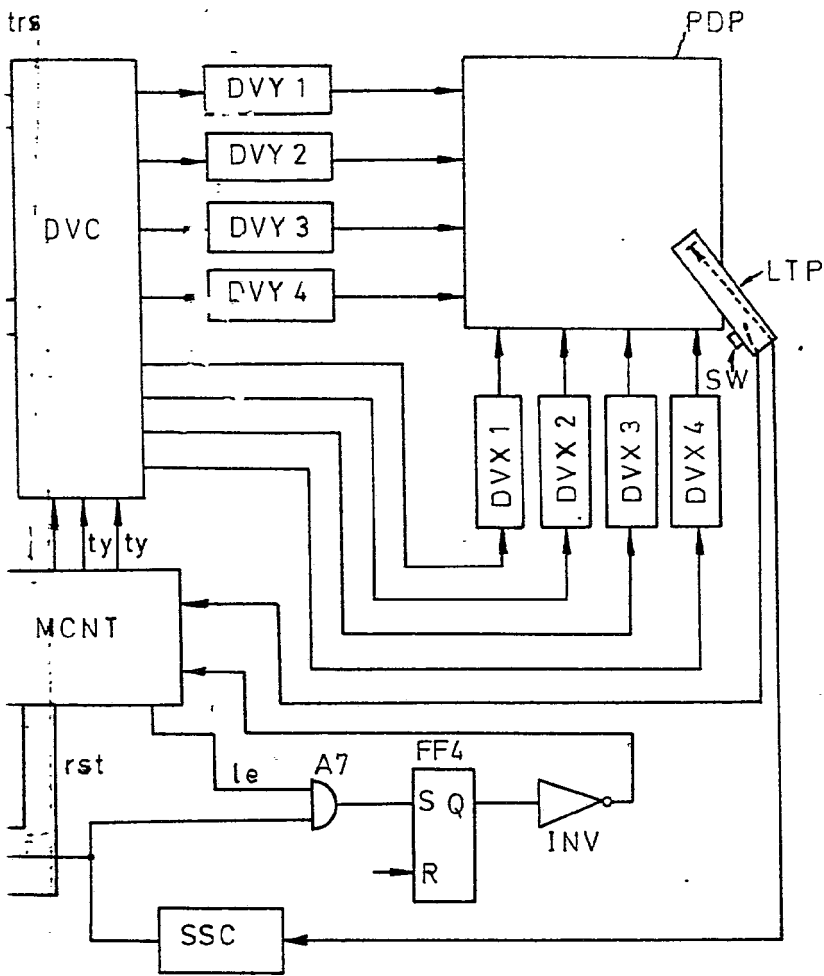 trs
PDP
DVY 1
DVY 2
DVC
DVY 3
DVY 4
LTP
SW
DVX 1
DVX 2
DVX 3
DVX 4
ty
ty
MCNT
rst
le
A7
FF4
S Q
R
INV
SSC